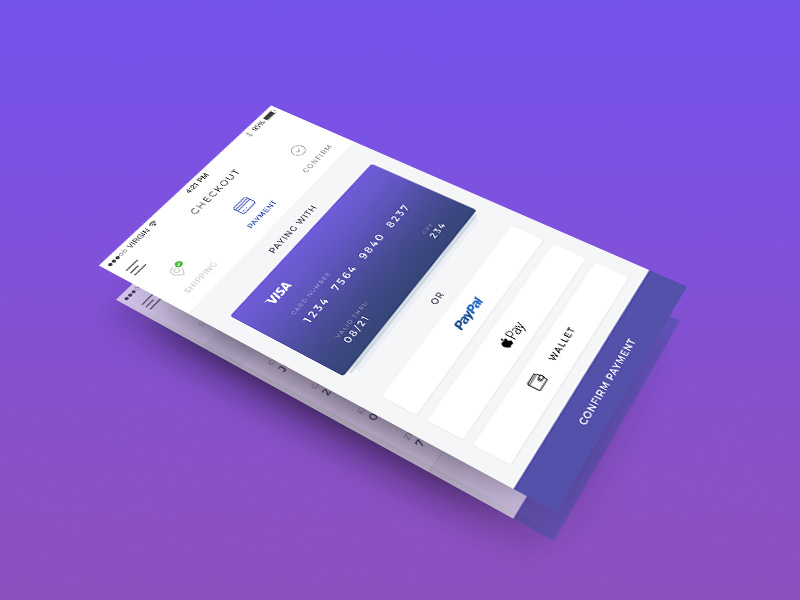 VIRGIN
4:21 PM
95%
CHECKOUT
SHIPPING
PAYMENT
CONFIRM
PAYING WITH
VISA
CARD NUMBER
1234 7564 9840 8237
VALID THRU
08/21
CVV
234
OR
PayPal
Pay
WALLET
CONFIRM PAYMENT